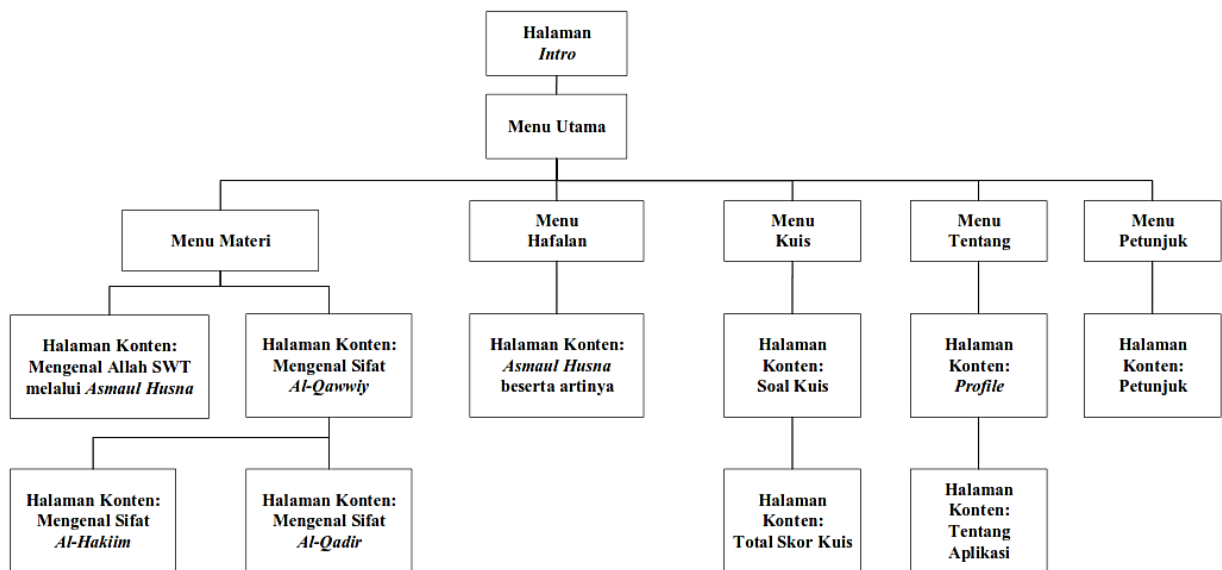 Halaman
Intro
Menu Utama
Menu Materi
Menu
Hafalan
Menu
Kuis
Menu
Tentang
Menu
Petunjuk
Halaman Konten:
Mengenal Allah SWT
melalui Asmaul Husna
Halaman Konten:
Mengenal Sifat
Al-Qawwiy
Halaman Konten:
Asmaul Husna
beserta artinya
Halaman
Konten:
Soal Kuis
Halaman
Konten:
Profile
Halaman
Konten:
Petunjuk
Halaman Konten:
Mengenal Sifat
Al-Hakiim
Halaman Konten:
Mengenal Sifat
Al-Qadir
Halaman
Konten:
Total Skor Kuis
Halaman
Konten:
Tentang
Aplikasi